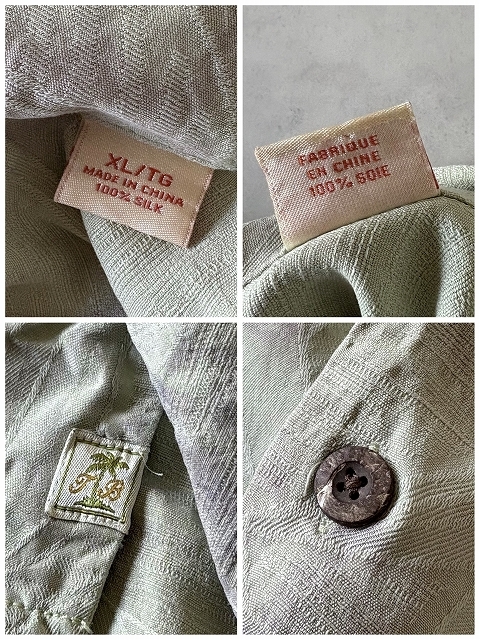 XL/TG
MADE IN CHINA
100% SILK
FABRIQUE
EN CHINE
100% SOIE
T B